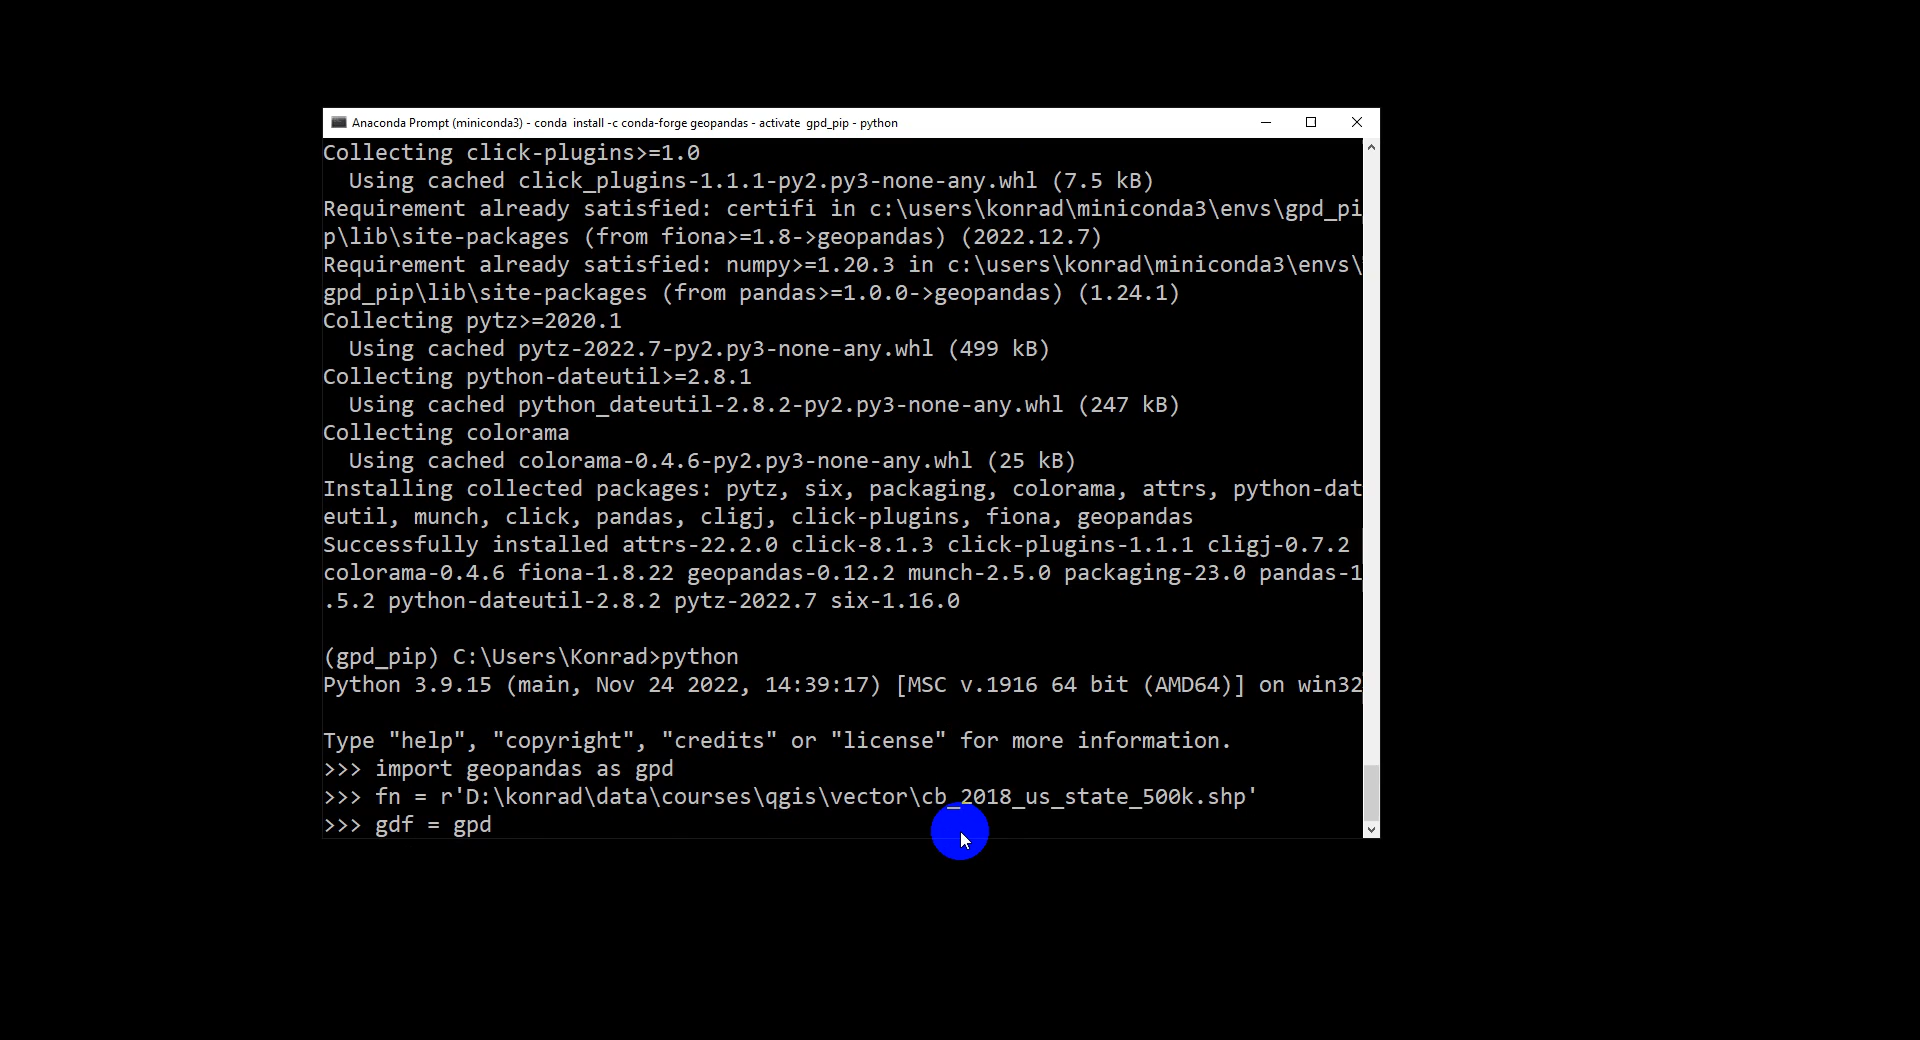 Anaconda Prompt (miniconda3) - conda  install -c conda-forge geopandas - activate  gpd_pip - python
Collecting click-plugins>=1.0
  Using cached click_plugins-1.1.1-py2.py3-none-any.whl (7.5 kB)
Requirement already satisfied: certifi in c:\users\konrad\miniconda3\envs\gpd_pi
p\lib\site-packages (from fiona>=1.8->geopandas) (2022.12.7)
Requirement already satisfied: numpy>=1.20.3 in c:\users\konrad\miniconda3\envs\
gpd_pip\lib\site-packages (from pandas>=1.0.0->geopandas) (1.24.1)
Collecting pytz>=2020.1
  Using cached pytz-2022.7-py2.py3-none-any.whl (499 kB)
Collecting python-dateutil>=2.8.1
  Using cached python_dateutil-2.8.2-py2.py3-none-any.whl (247 kB)
Collecting colorama
  Using cached colorama-0.4.6-py2.py3-none-any.whl (25 kB)
Installing collected packages: pytz, six, packaging, colorama, attrs, python-dat
eutil, munch, click, pandas, cligj, click-plugins, fiona, geopandas
Successfully installed attrs-22.2.0 click-8.1.3 click-plugins-1.1.1 cligj-0.7.2
colorama-0.4.6 fiona-1.8.22 geopandas-0.12.2 munch-2.5.0 packaging-23.0 pandas-1
.5.2 python-dateutil-2.8.2 pytz-2022.7 six-1.16.0
(gpd_pip) C:\Users\Konrad>python
Python 3.9.15 (main, Nov 24 2022, 14:39:17) [MSC v.1916 64 bit (AMD64)] on win32
Type "help", "copyright", "credits" or "license" for more information.
>>> import geopandas as gpd
>>> fn = r'D:\konrad\data\courses\qgis\vector\cb_2018_us_state_500k.shp'
>>> gdf = gpd